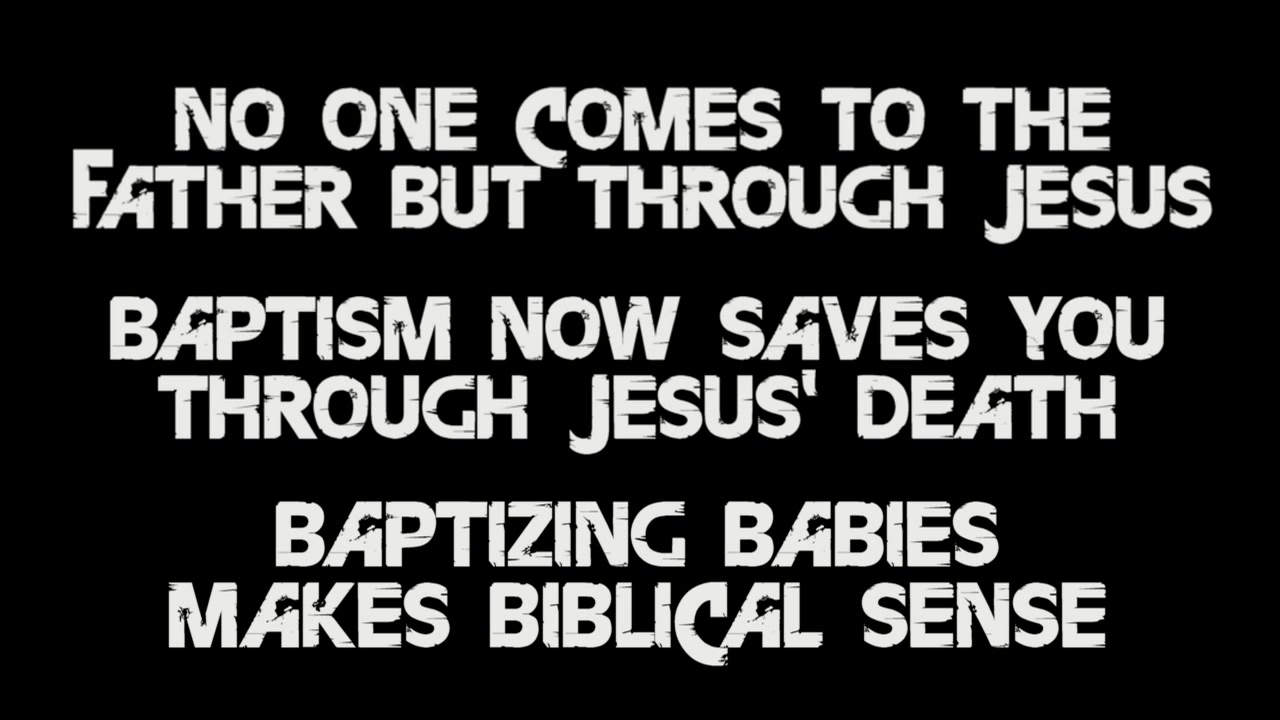 NO ONE COMES TO THE
FATHER BUT THROUGH JESUS
BAPTISM NOW SAVES YOU
THROUGH JESUS' DEATH
BAPTIZING BABIES
MAKES BIBLICAL SENSE